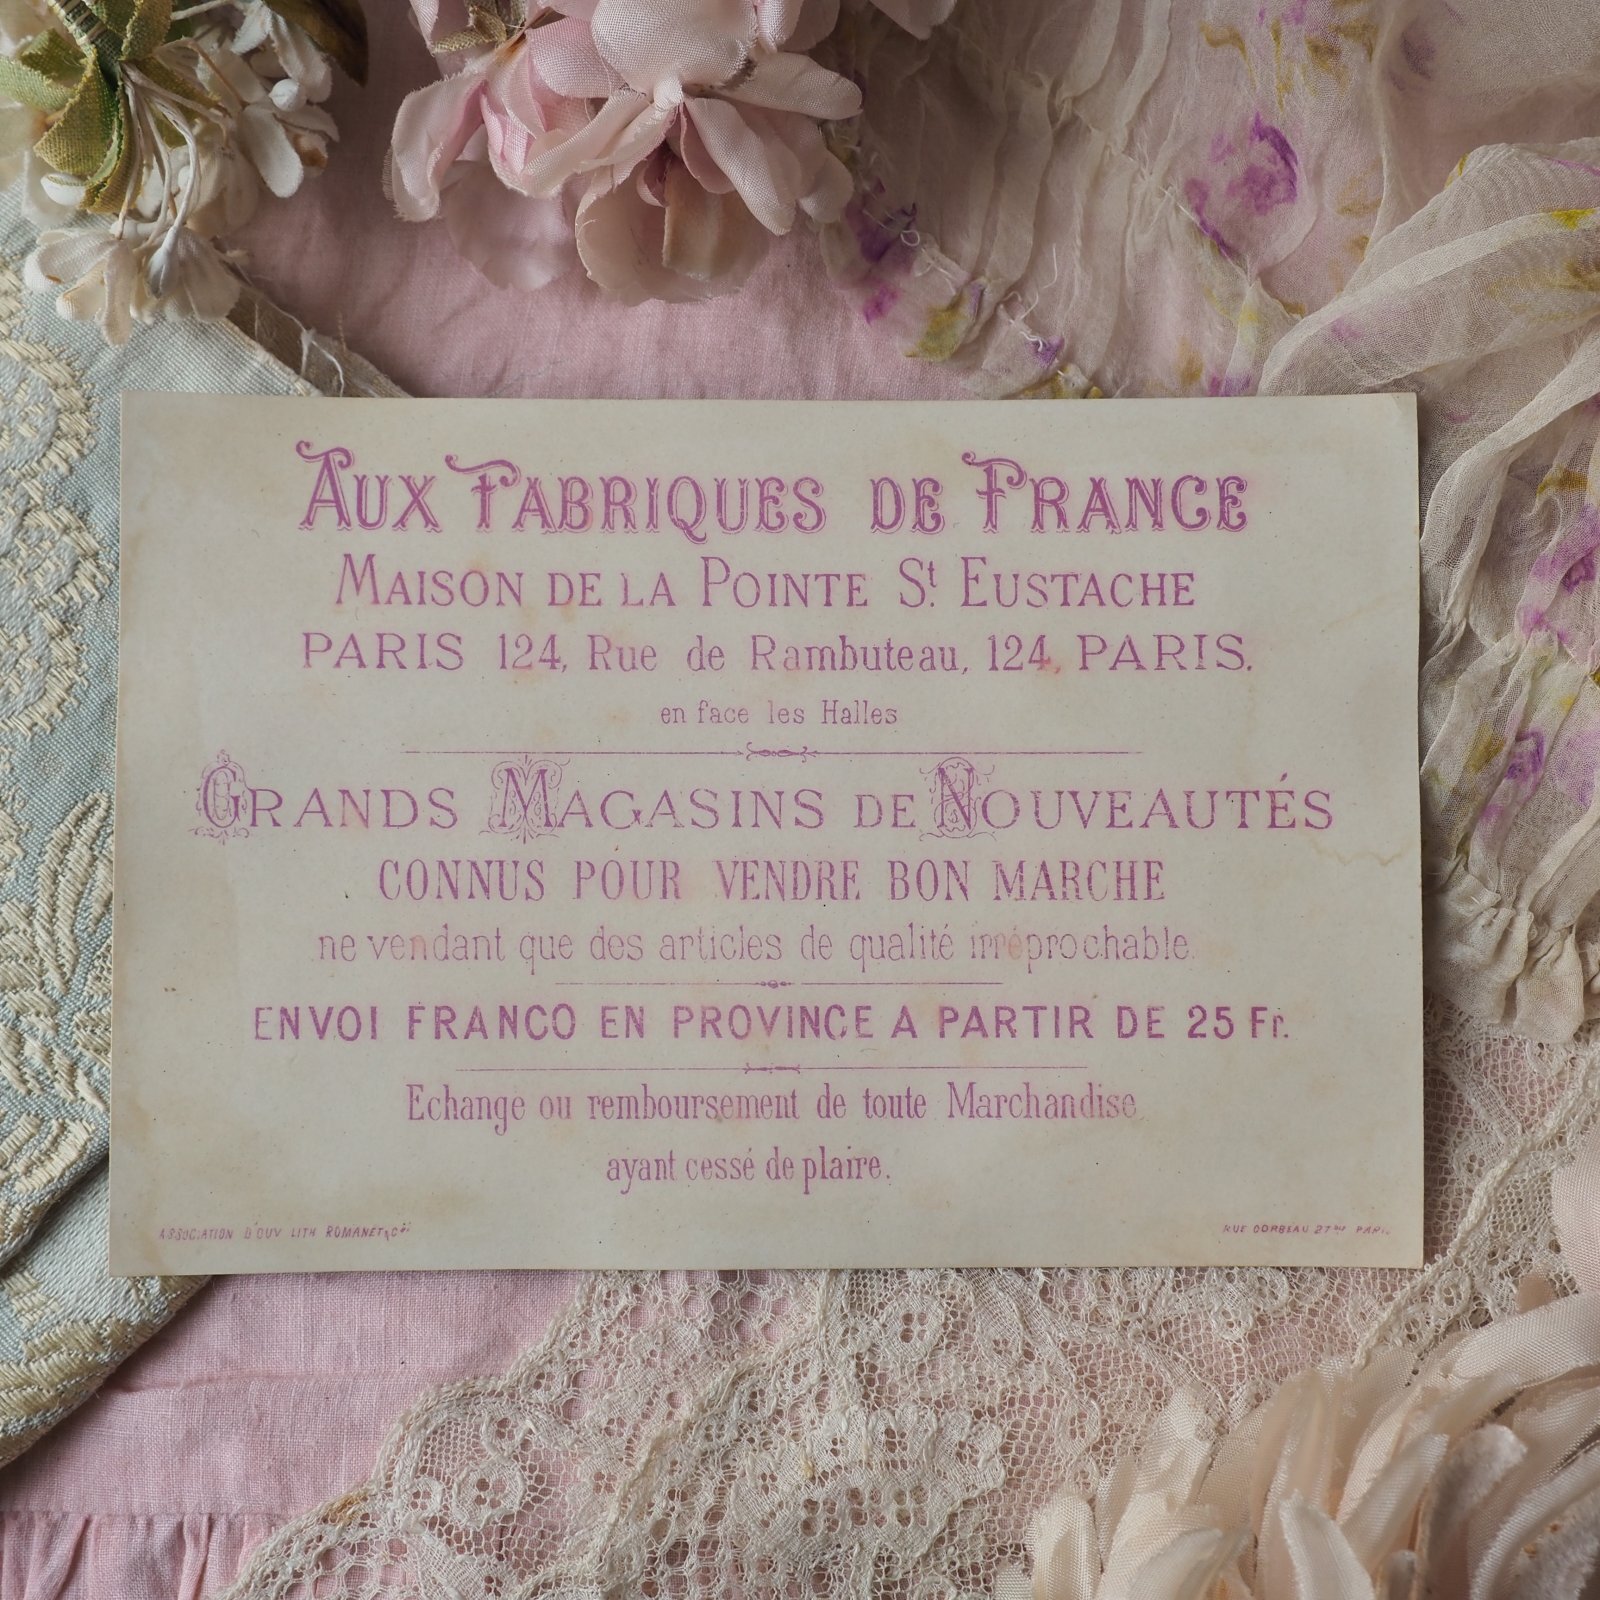 AUX FABRIQUES DE FRANCE
MAISON DE LA POINTE St. EUSTACHE
PARIS 124, Rue de Rambuteau, 124, PARIS.
en face les Halles
GRANDS MAGASINS DE NOUVEAUTÉS
CONNUS POUR VENDRE BON MARCHE
ne vendant que des articles de qualité irréprochable.
ENVOI FRANCO EN PROVINCE A PARTIR DE 25 Fr.
Echange ou remboursement de toute Marchandise
ayant cessé de plaire.
ASSOCIATION D'OUV LITH ROMANET & Cie
RUE CORBEAU 27 PARIS